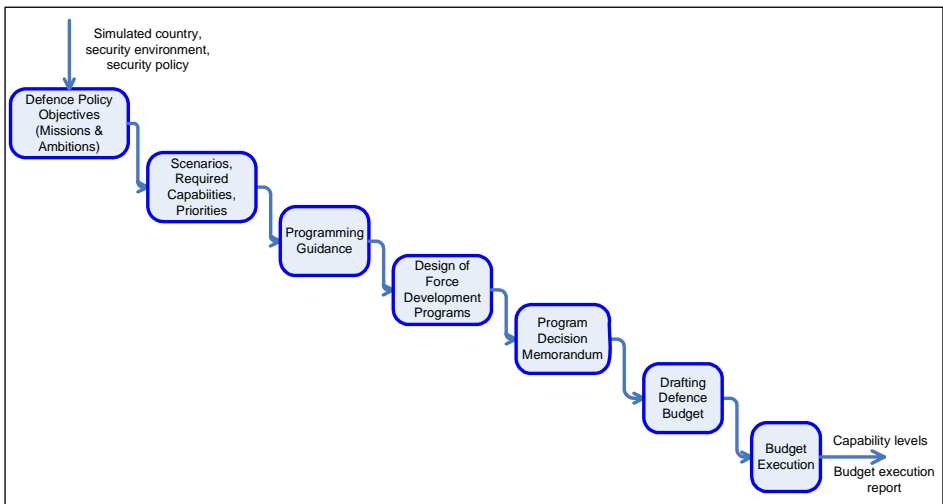 Simulated country,
security environment,
security policy
Defence Policy
Objectives
(Missions &
Ambitions)
Scenarios,
Required
Capabiities,
Priorities
Programming
Guidance
Design of
Force
Development
Programs
Program
Decision
Memorandum
Drafting
Defence
Budget
Budget
Execution
Capability levels
Budget execution
report